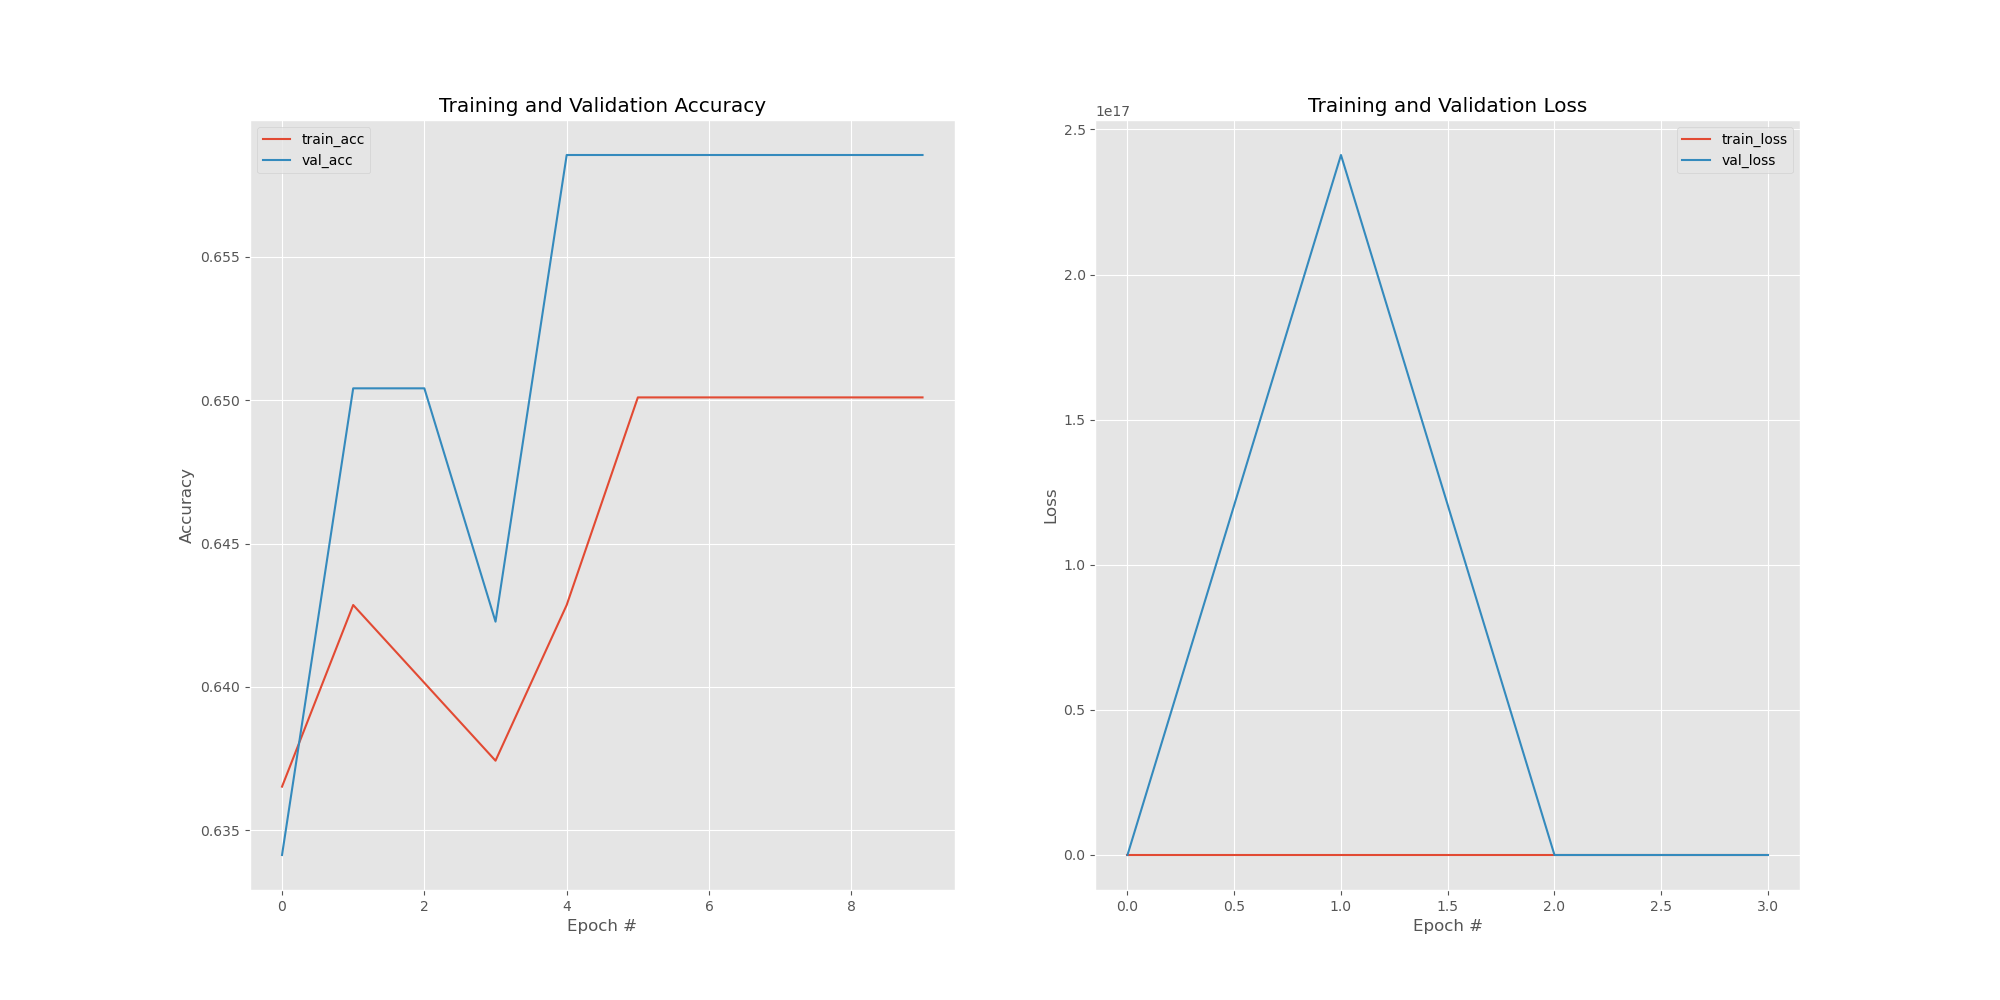 Training and Validation Accuracy
train_acc
val_acc
0.655
0.650
0.645
0.640
0.635
Accuracy
0 2 4 6 8
Epoch #
Training and Validation Loss
1e17
train_loss
val_loss
2.5
2.0
1.5
1.0
0.5
0.0
Loss
0.0 0.5 1.0 1.5 2.0 2.5 3.0
Epoch #